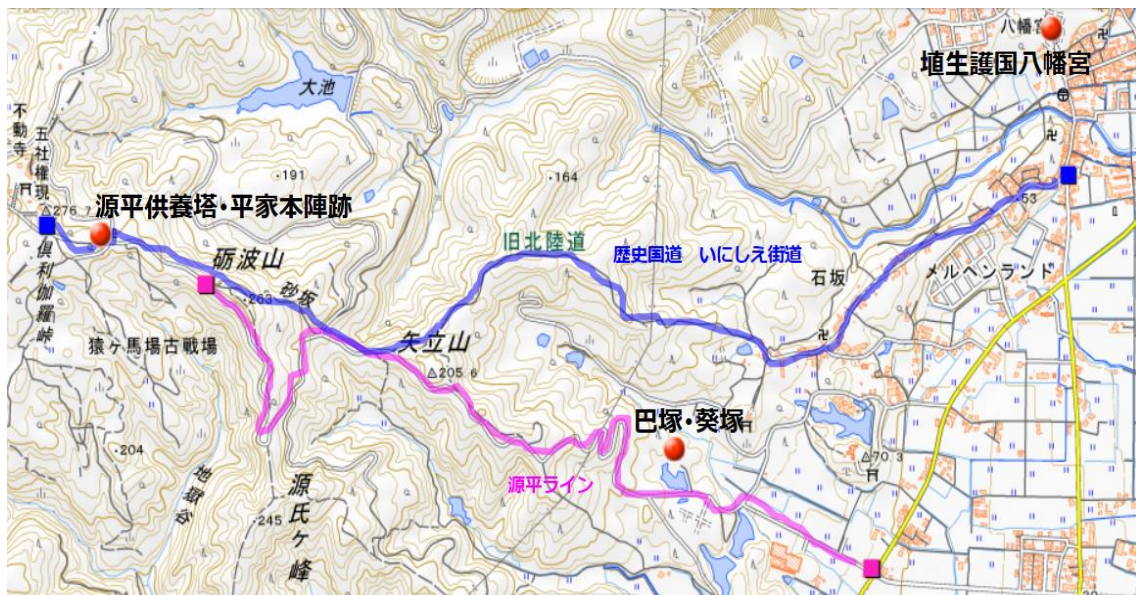 八幡宮
埴生護国八幡宮
大池
不動寺
五社権現
191
164
源平供養塔・平家本陣跡
276 7
53
旧北陸道
歴史国道 いにしえ街道
砺波山
石坂
メルヘンランド
倶利伽羅峠
263
砂坂
猿ヶ馬場古戦場
矢立山
205 6
巴塚・葵塚
204
地獄谷
源氏ヶ峰
源平ライン
70 3
245